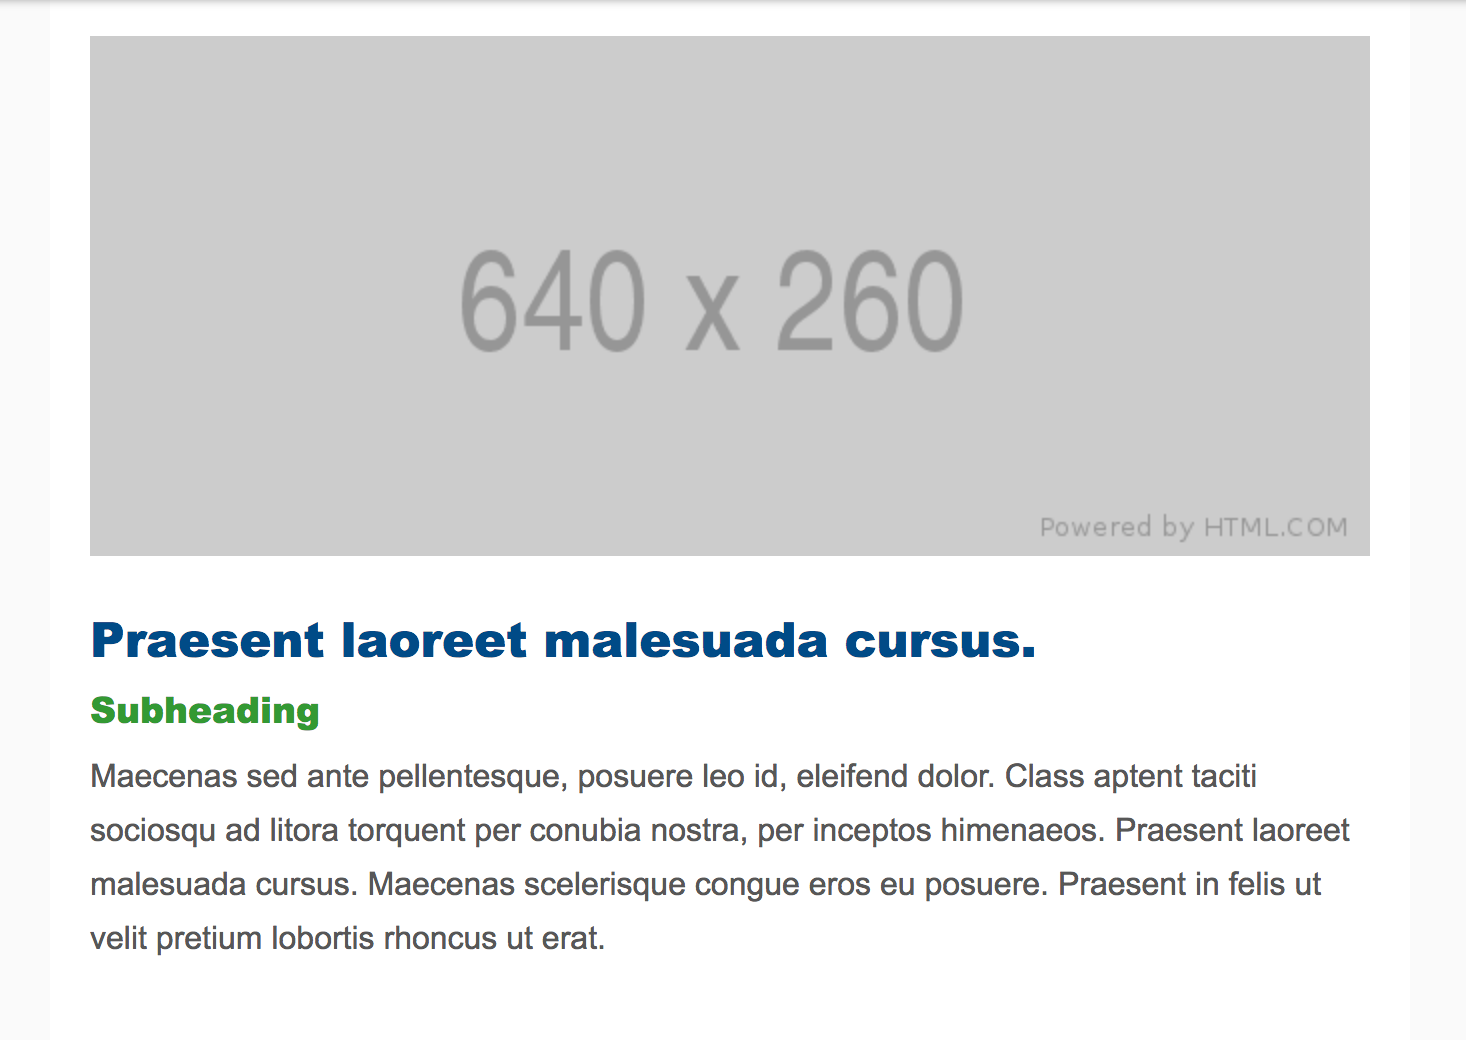 640 x 260
Powered by HTML.COM
Praesent laoreet malesuada cursus.
Subheading
Maecenas sed ante pellentesque, posuere leo id, eleifend dolor. Class aptent taciti
sociosqu ad litora torquent per conubia nostra, per inceptos himenaeos. Praesent laoreet
malesuada cursus. Maecenas scelerisque congue eros eu posuere. Praesent in felis ut
velit pretium lobortis rhoncus ut erat.